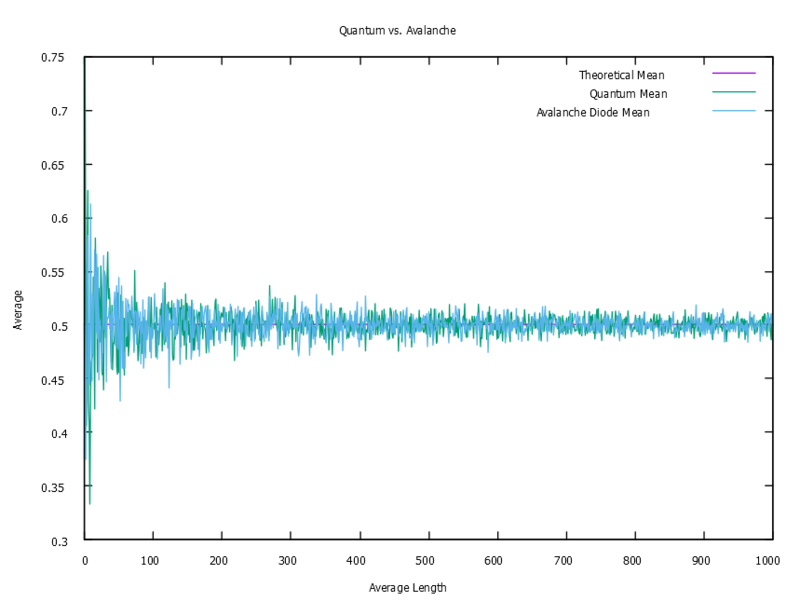 Quantum vs. Avalanche
0.75
0.7
0.65
0.6
0.55
0.5
0.45
0.4
0.35
0.3
Average
Theoretical Mean
Quantum Mean
Avalanche Diode Mean
0 100 200 300 400 500 600 700 800 900 1000
Average Length